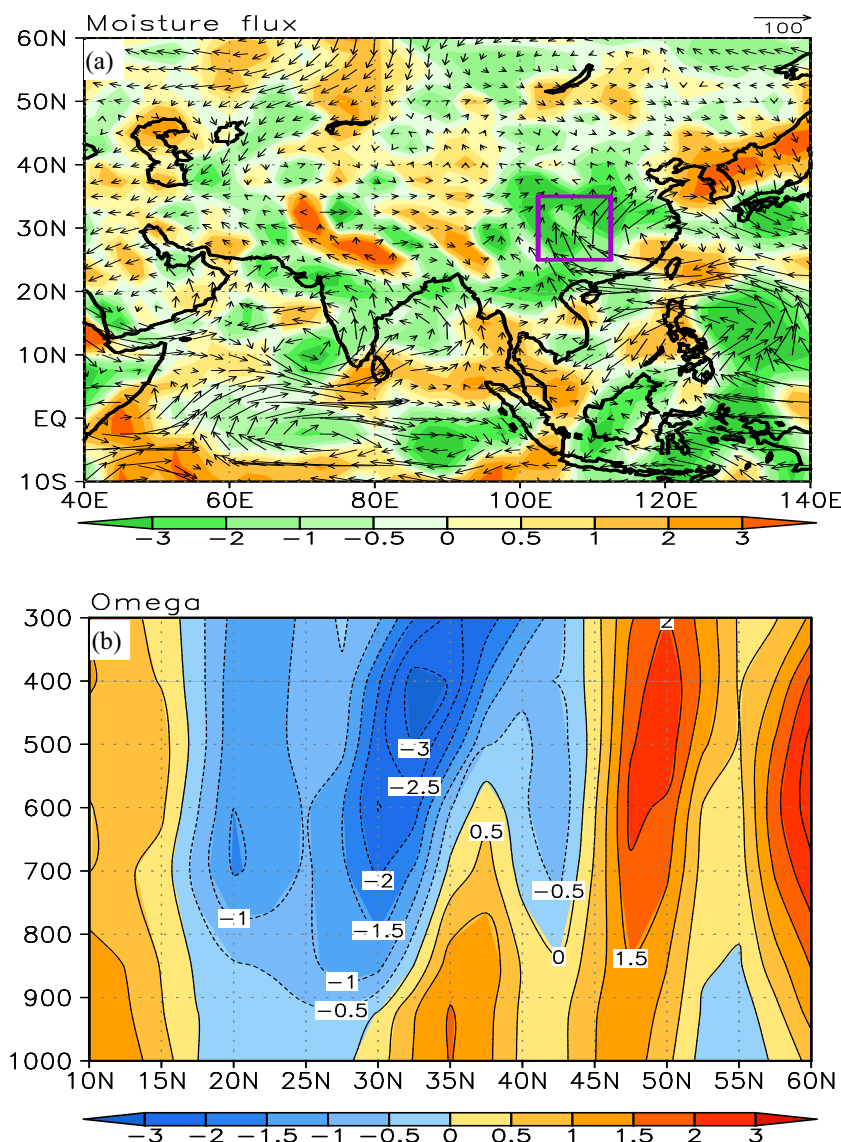 Moisture flux
100
(a)
60N
50N
40N
30N
20N
10N
EQ
10S
40E 60E 80E 100E 120E 140E
−3 −2 −1 −0.5 0 0.5 1 2 3
Omega
(b)
300
400
500
600
700
800
900
1000
2
−3
−2.5
0.5
−2
−0.5
−1
−1.5
0
1.5
−1
−0.5
10N 15N 20N 25N 30N 35N 40N 45N 50N 55N 60N
−3 −2 −1.5 −1 −0.5 0 0.5 1 1.5 2 3